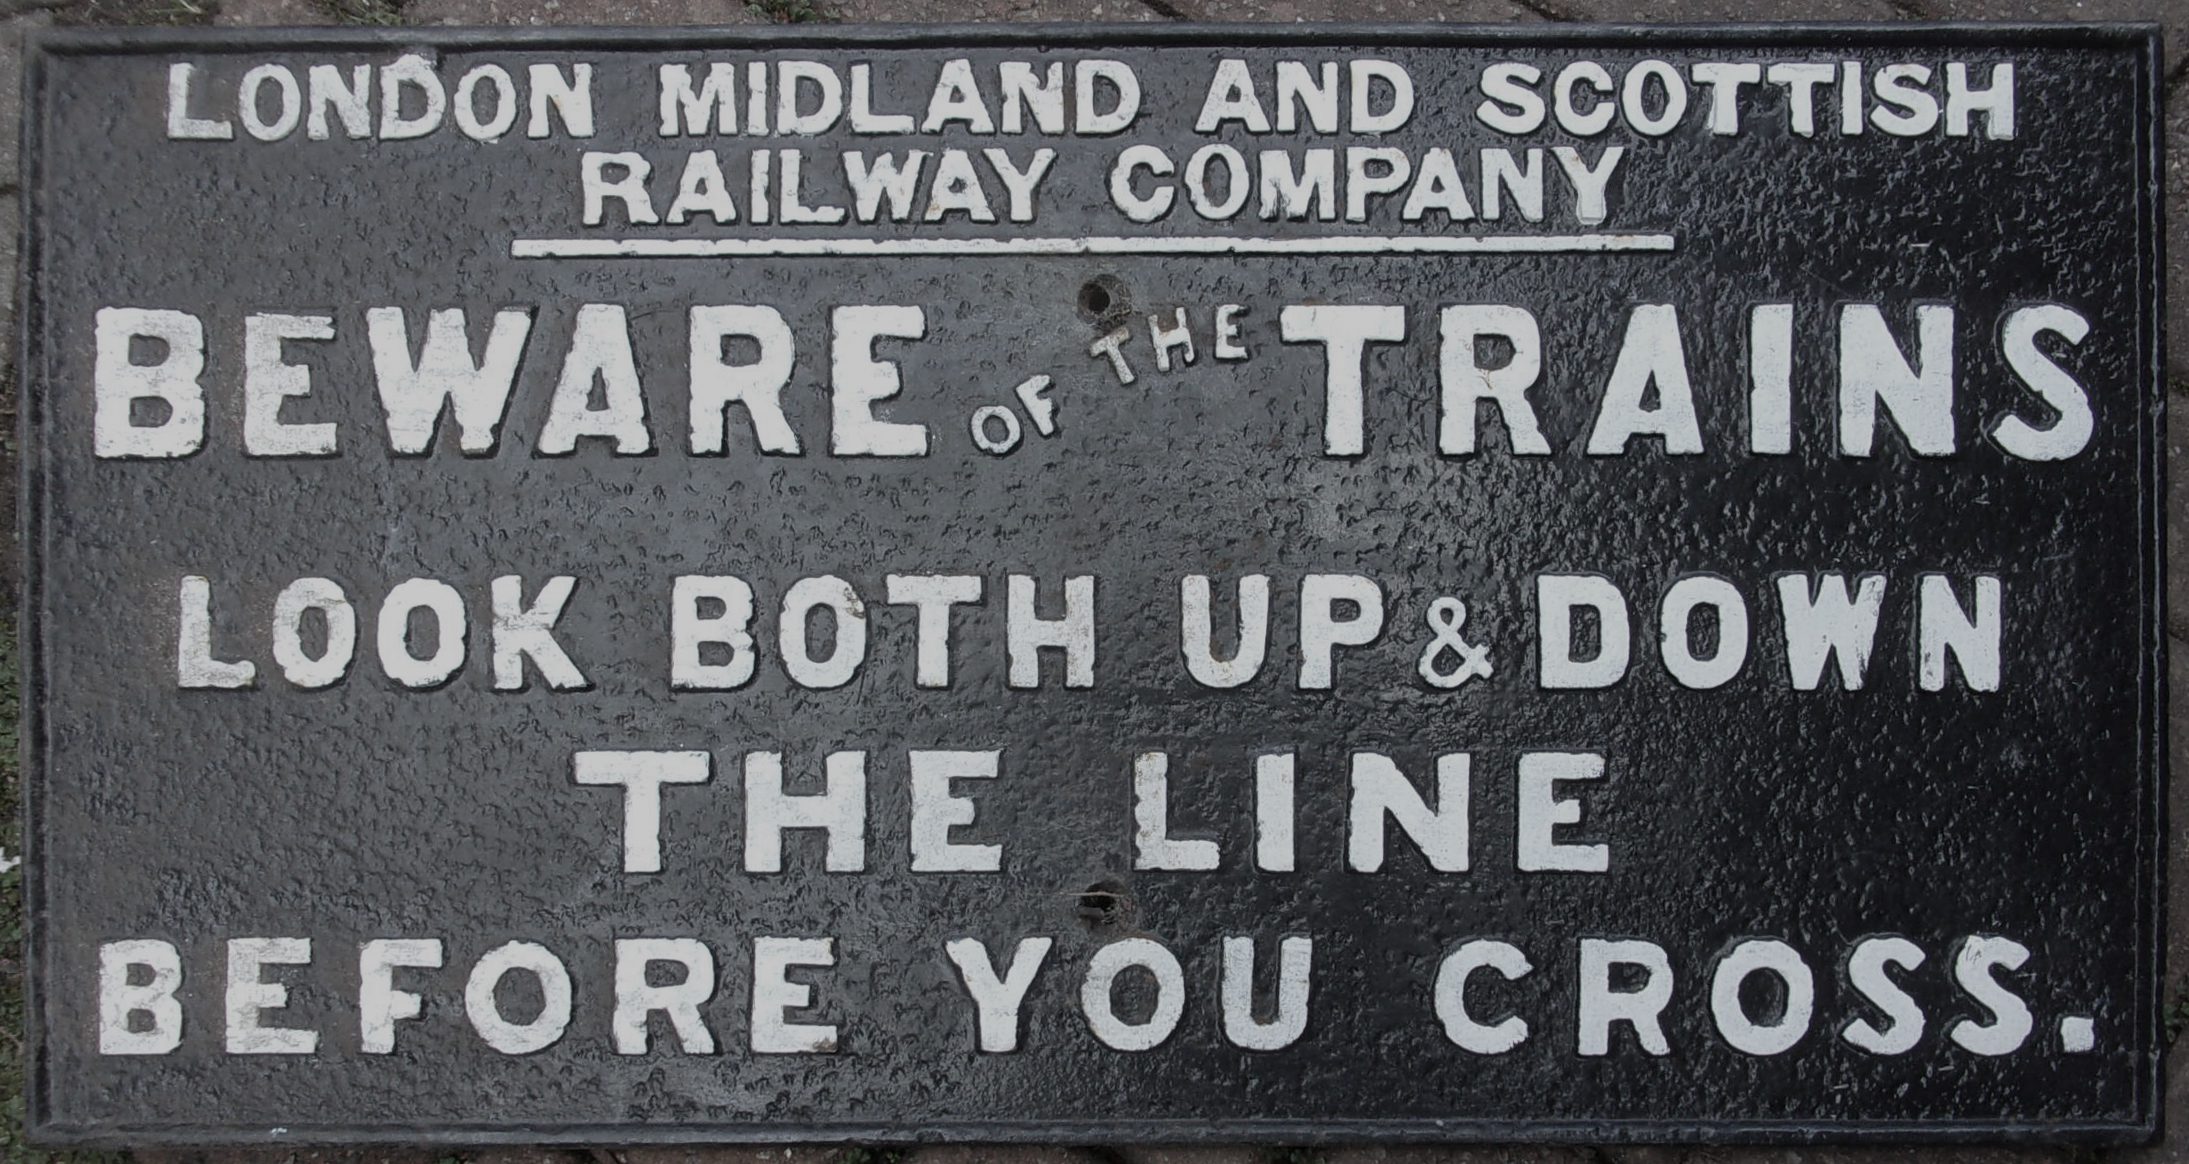 LONDON MIDLAND AND SCOTTISH
RAILWAY COMPANY
BEWARE OF THE TRAINS
LOOK BOTH UP & DOWN
THE LINE
BEFORE YOU CROSS.